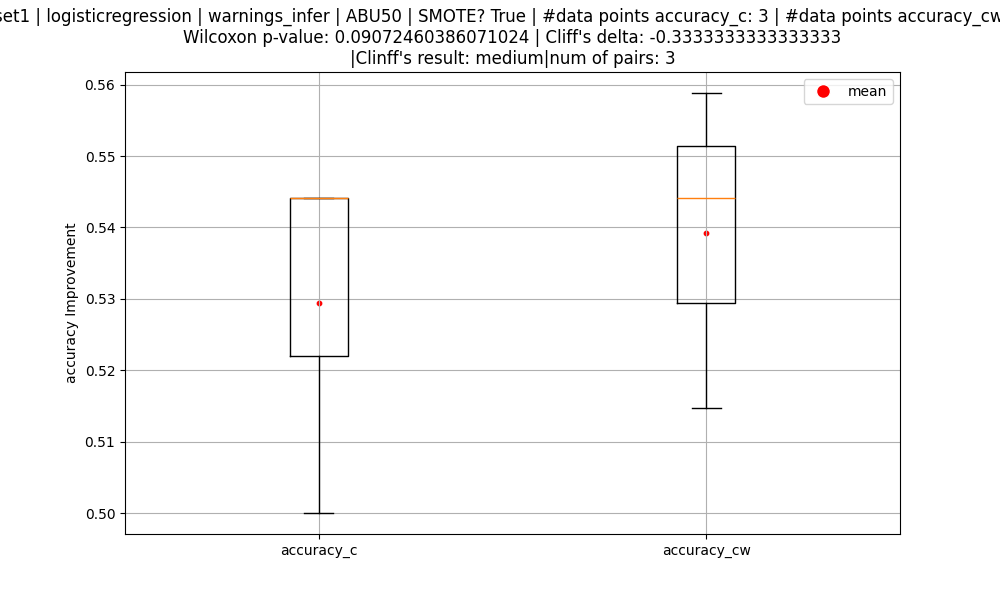 set1 | logisticregression | warnings_infer | ABU50 | SMOTE? True | #data points accuracy_c: 3 | #data points accuracy_cw
Wilcoxon p-value: 0.09072460386071024 | Cliff's delta: -0.3333333333333333
|Clinff's result: medium|num of pairs: 3
mean
0.56
0.55
0.54
0.53
0.52
0.51
0.50
accuracy Improvement
accuracy_c
accuracy_cw